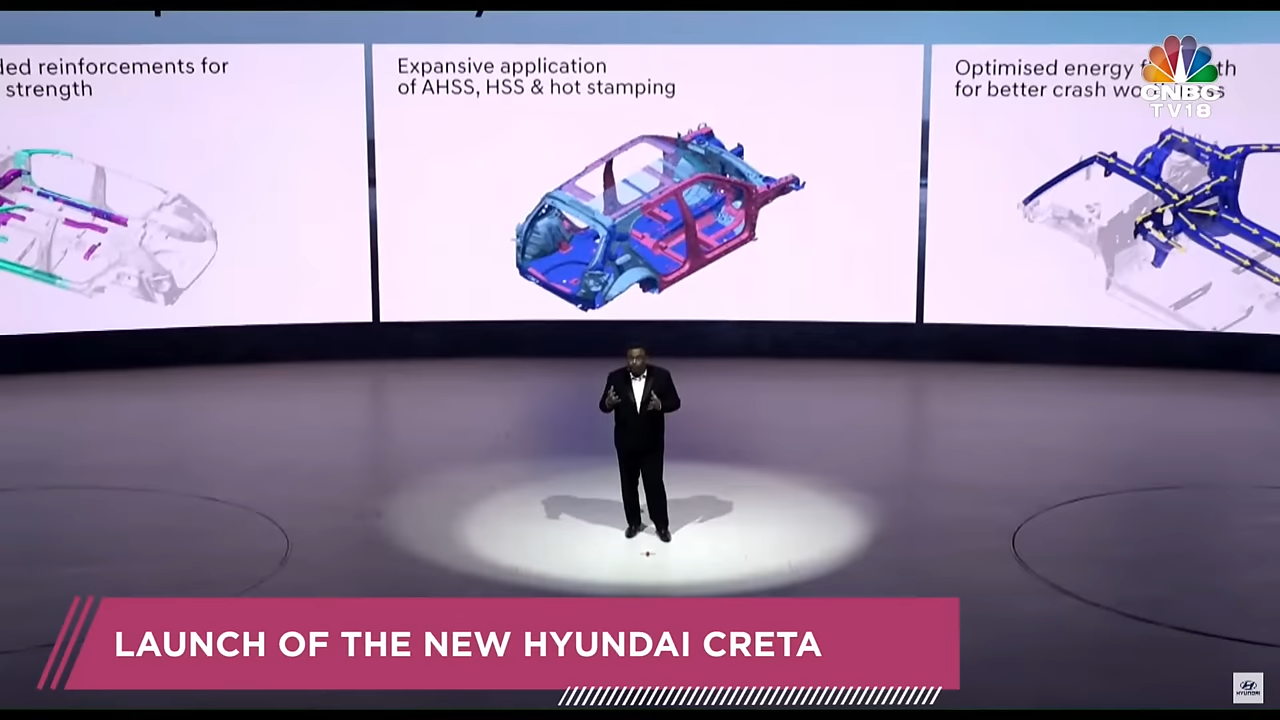 reinforcements for
strength
Expansive application
of AHSS, HSS & hot stamping
Optimised energy
for better crash
CNBC
TV18
LAUNCH OF THE NEW HYUNDAI CRETA
HYUNDAI